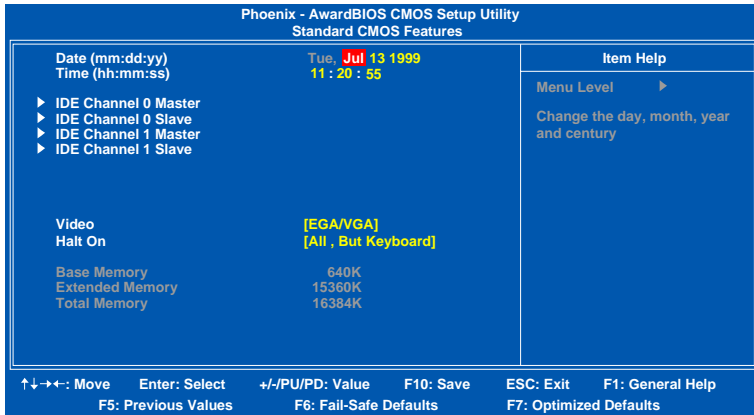 Phoenix - AwardBIOS CMOS Setup Utility
Standard CMOS Features
Date (mm:dd:yy) Tue, Jul 13 1999
Time (hh:mm:ss) 11 : 20 : 55
IDE Channel 0 Master
IDE Channel 0 Slave
IDE Channel 1 Master
IDE Channel 1 Slave
Video [EGA/VGA]
Halt On [All , But Keyboard]
Base Memory 640K
Extended Memory 15360K
Total Memory 16384K
Item Help
Menu Level
Change the day, month, year
and century
↑↓→←: Move Enter: Select +/-/PU/PD: Value F10: Save ESC: Exit F1: General Help
F5: Previous Values F6: Fail-Safe Defaults F7: Optimized Defaults